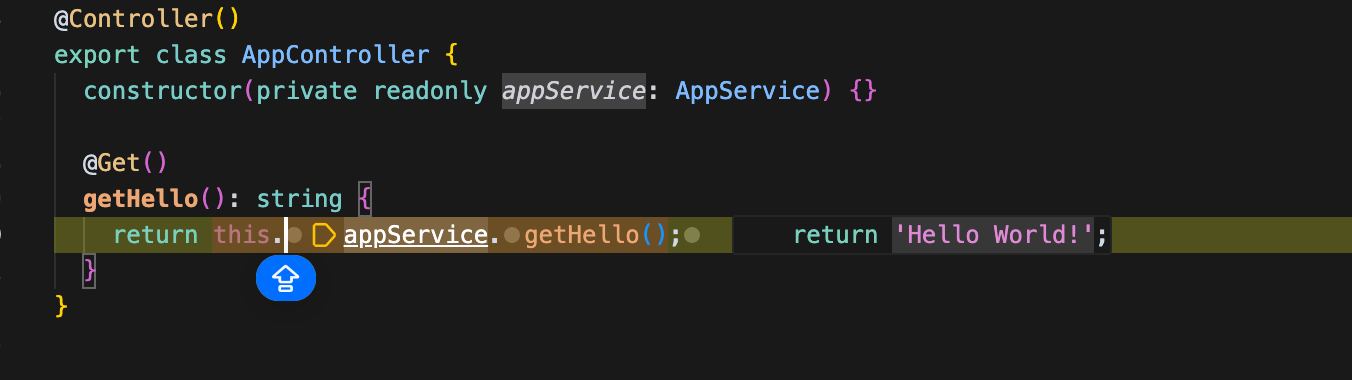 @Controller()
export class AppController {
constructor(private readonly appService: AppService) {}
@Get()
getHello(): string {
return this.appService.getHello(); return 'Hello World!';
}
}